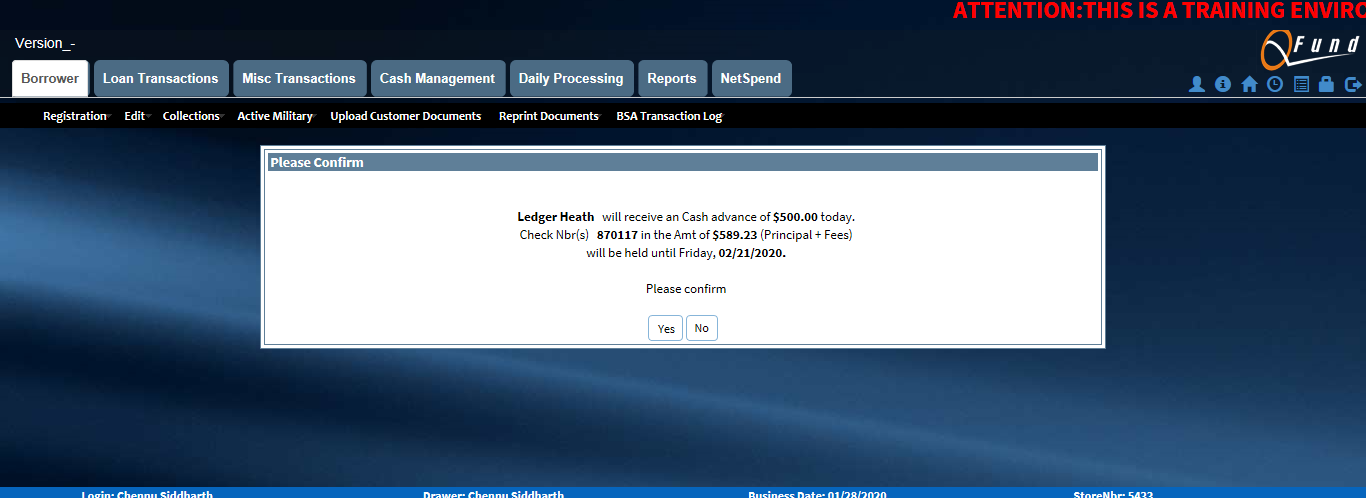 ATTENTION:THIS IS A TRAINING ENVIRO
Version_-
QFund
Borrower Loan Transactions Misc Transactions Cash Management Daily Processing Reports NetSpend
Registration Edit Collections Active Military Upload Customer Documents Reprint Documents BSA Transaction Log
Please Confirm
Ledger Heath will receive an Cash advance of $500.00 today.
Check Nbr(s) 870117 in the Amt of $589.23 (Principal + Fees)
will be held until Friday, 02/21/2020.
Please confirm
Yes No
Login: Chennu Siddharth Drawer: Chennu Siddharth Business Date: 01/28/2020 StoreNbr: 5433